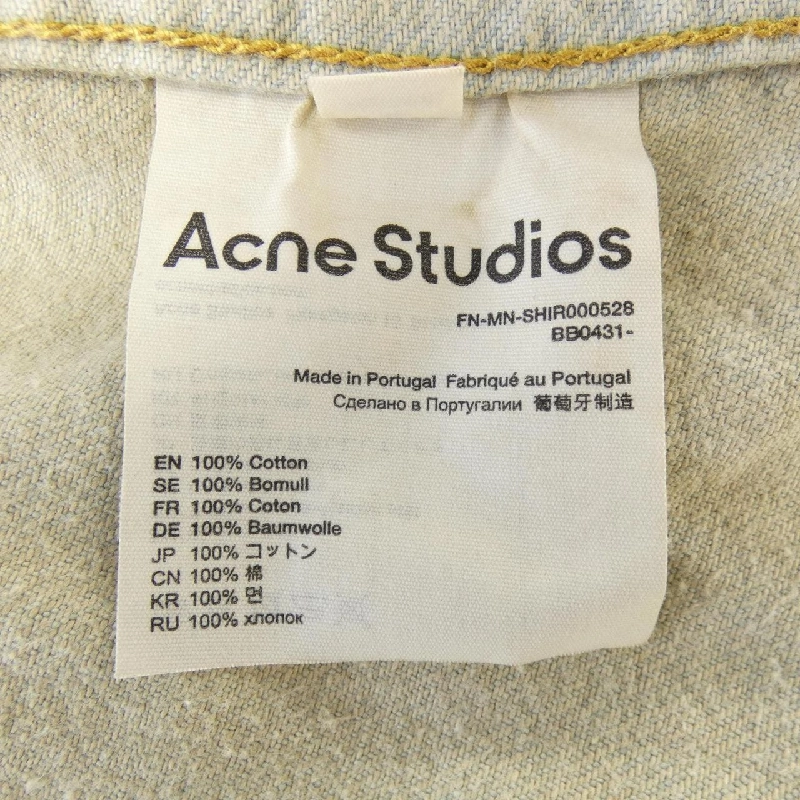 Acne Studios
FN-MN-SHIR000528
BB0431-
Made in Portugal Fabriqué au Portugal
Сделано в Португалии 葡萄牙制造
EN 100% Cotton
SE 100% Bomull
FR 100% Coton
DE 100% Baumwolle
JP 100% コットン
CN 100% 棉
KR 100% 면
RU 100% хлопок